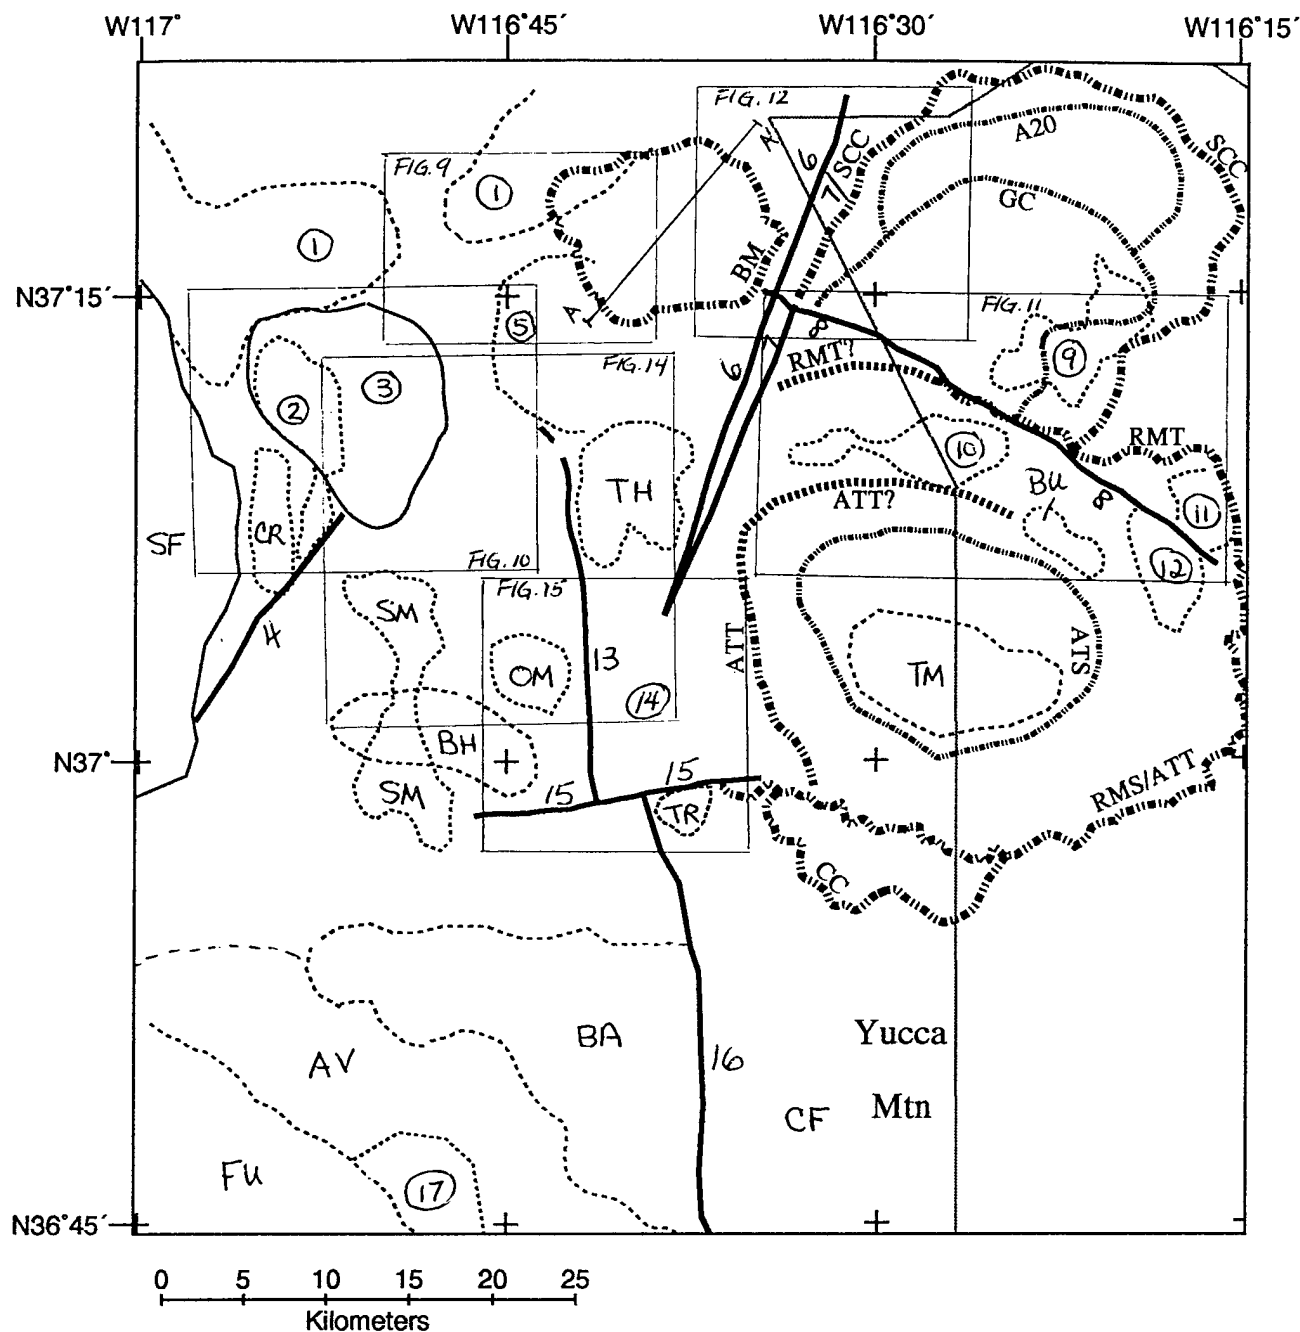 W117° W116°45′ W116°30′ W116°15′
FIG. 12
A20
SCC
A′
6
SCC
7/
FIG. 9
1
GC
1
BM
N37°15′
A
FIG. 11
5
8
7
RMT?
9
FIG. 14
6
3
2
RMT
10
TH
BU
ATT?
8
11
CR
SF
FIG. 10
12
FIG. 15
SM
4
ATT
ATS
13
OM
TM
14
BH
N37°
15
15
SM
RMS/ATT
TR
CC
BA
Yucca
AV
16
Mtn
CF
FU
17
N36°45′
0 5 10 15 20 25
Kilometers